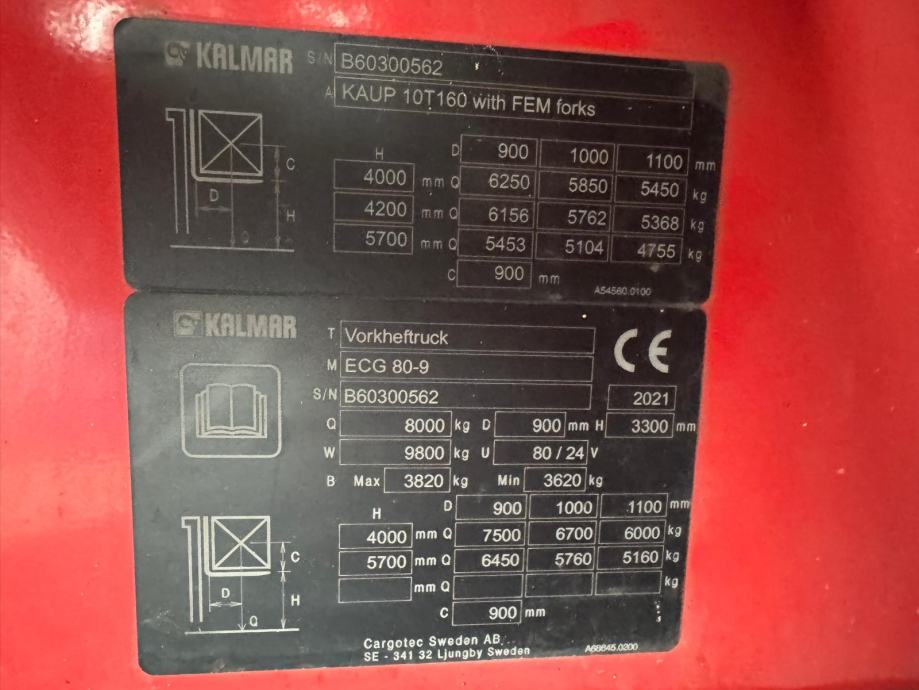 KALMAR S/N B60300562
A KAUP 10T160 with FEM forks
H D 900 1000 1100 mm
4000 mm Q 6250 5850 5450 kg
4200 mm Q 6156 5762 5368 kg
5700 mm Q 5453 5104 4755 kg
C 900 mm
C
D
H
Q
A54560.0100
KALMAR T Vorkheftruck CE
M ECG 80-9
S/N B60300562 2021
Q 8000 kg D 900 mm H 3300 mm
W 9800 kg U 80 / 24 V
B Max 3820 kg Min 3620 kg
H D 900 1000 1100 mm
4000 mm Q 7500 6700 6000 kg
5700 mm Q 6450 5760 5160 kg
mm Q kg
C 900 mm
C
D
H
Q
Cargotec Sweden AB
SE - 341 32 Ljungby Sweden
A68645.0200